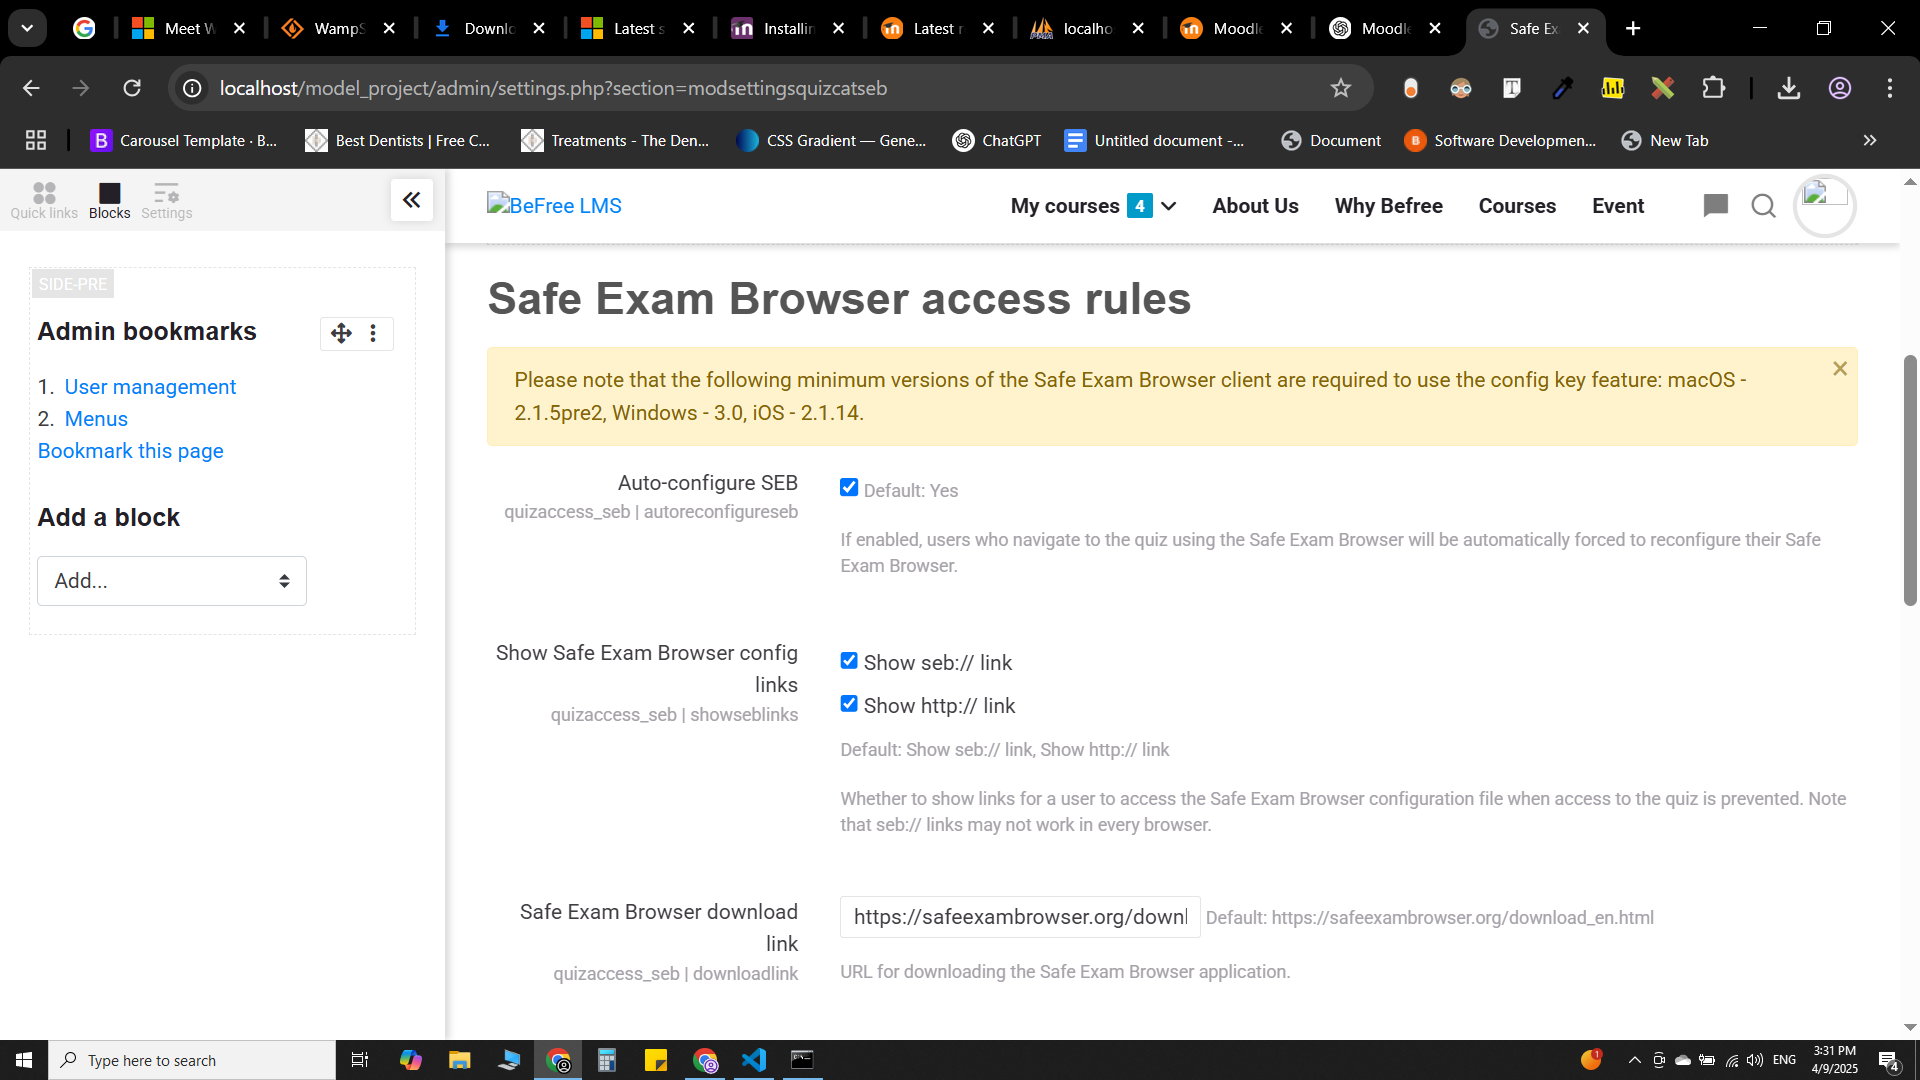 Meet W
WampS
Downlo
Latest s
Installin
Latest r
localho
Moodle
Moodle
Safe Ex
localhost/model_project/admin/settings.php?section=modsettingsquizcatseb
Carousel Template · B...
Best Dentists | Free C...
Treatments - The Den...
CSS Gradient — Gene...
ChatGPT
Untitled document -...
Document
Software Developmen...
New Tab
Quick links
Blocks
Settings
BeFree LMS
My courses 4
About Us
Why Befree
Courses
Event
SIDE-PRE
Admin bookmarks
1. User management
2. Menus
Bookmark this page
Add a block
Add...
Safe Exam Browser access rules
Please note that the following minimum versions of the Safe Exam Browser client are required to use the config key feature: macOS -
2.1.5pre2, Windows - 3.0, iOS - 2.1.14.
Auto-configure SEB
quizaccess_seb | autoreconfigureseb
Default: Yes
If enabled, users who navigate to the quiz using the Safe Exam Browser will be automatically forced to reconfigure their Safe
Exam Browser.
Show Safe Exam Browser config
links
quizaccess_seb | showseblinks
Show seb:// link
Show http:// link
Default: Show seb:// link, Show http:// link
Whether to show links for a user to access the Safe Exam Browser configuration file when access to the quiz is prevented. Note
that seb:// links may not work in every browser.
Safe Exam Browser download
link
quizaccess_seb | downloadlink
https://safeexambrowser.org/downl
Default: https://safeexambrowser.org/download_en.html
URL for downloading the Safe Exam Browser application.
Type here to search
1
ENG
3:31 PM
4/9/2025
4